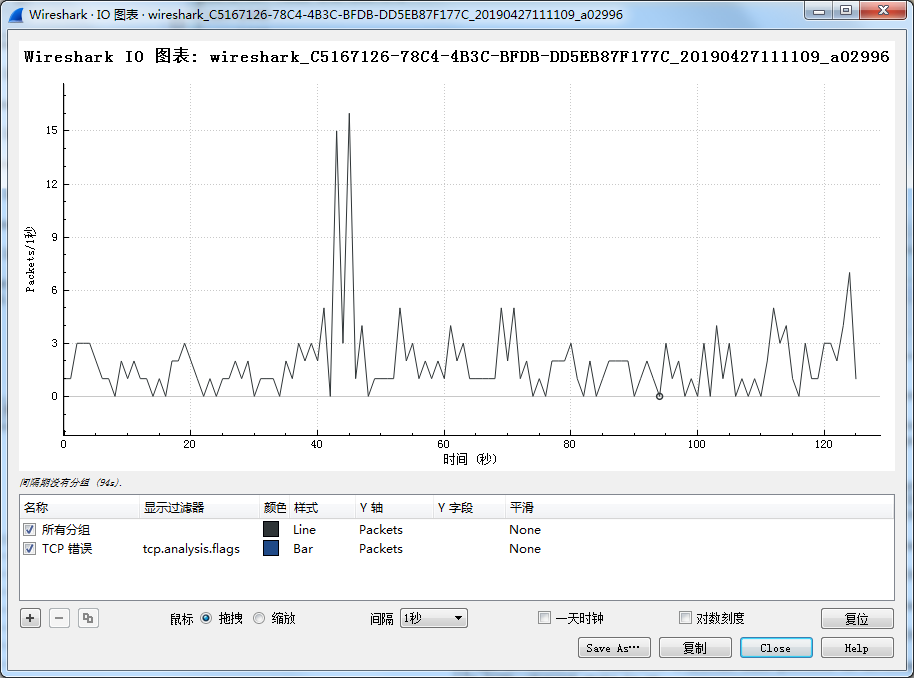 Wireshark · IO 图表 · wireshark_C5167126-78C4-4B3C-BFDB-DD5EB87F177C_20190427111109_a02996
Wireshark IO 图表: wireshark_C5167126-78C4-4B3C-BFDB-DD5EB87F177C_20190427111109_a02996
15
12
9
6
3
0
Packets/1秒
0 20 40 60 80 100 120
时间 (秒)
间隔期没有分组 (94s).
名称 显示过滤器 颜色 样式 Y 轴 Y 字段 平滑
所有分组 Line Packets None
TCP 错误 tcp.analysis.flags Bar Packets None
鼠标 拖拽 缩放 间隔 1秒 一天时钟 对数刻度 复位
Save As… 复制 Close Help